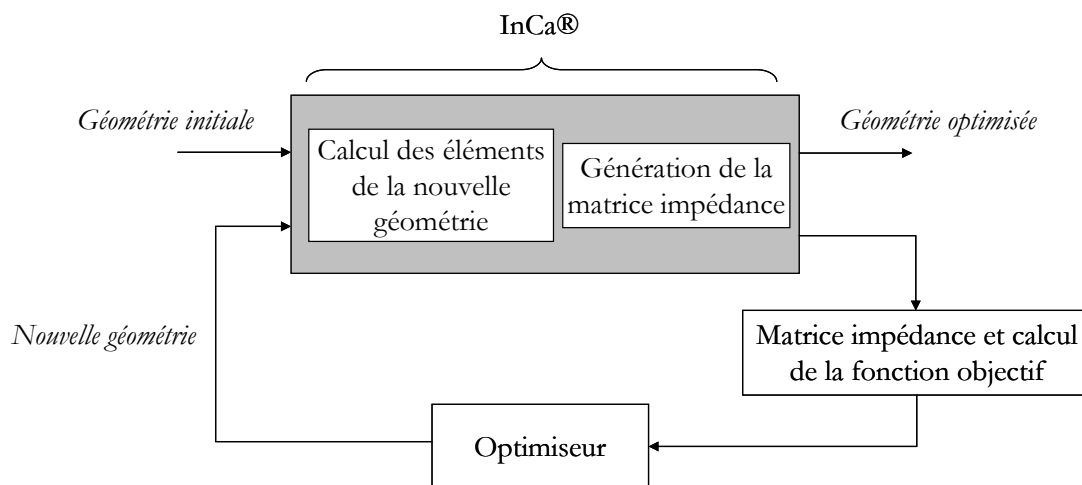 InCa®
Géométrie initiale
Géométrie optimisée
Calcul des éléments
de la nouvelle
géométrie
Génération de la
matrice impédance
Nouvelle géométrie
Matrice impédance et calcul
de la fonction objectif
Optimiseur